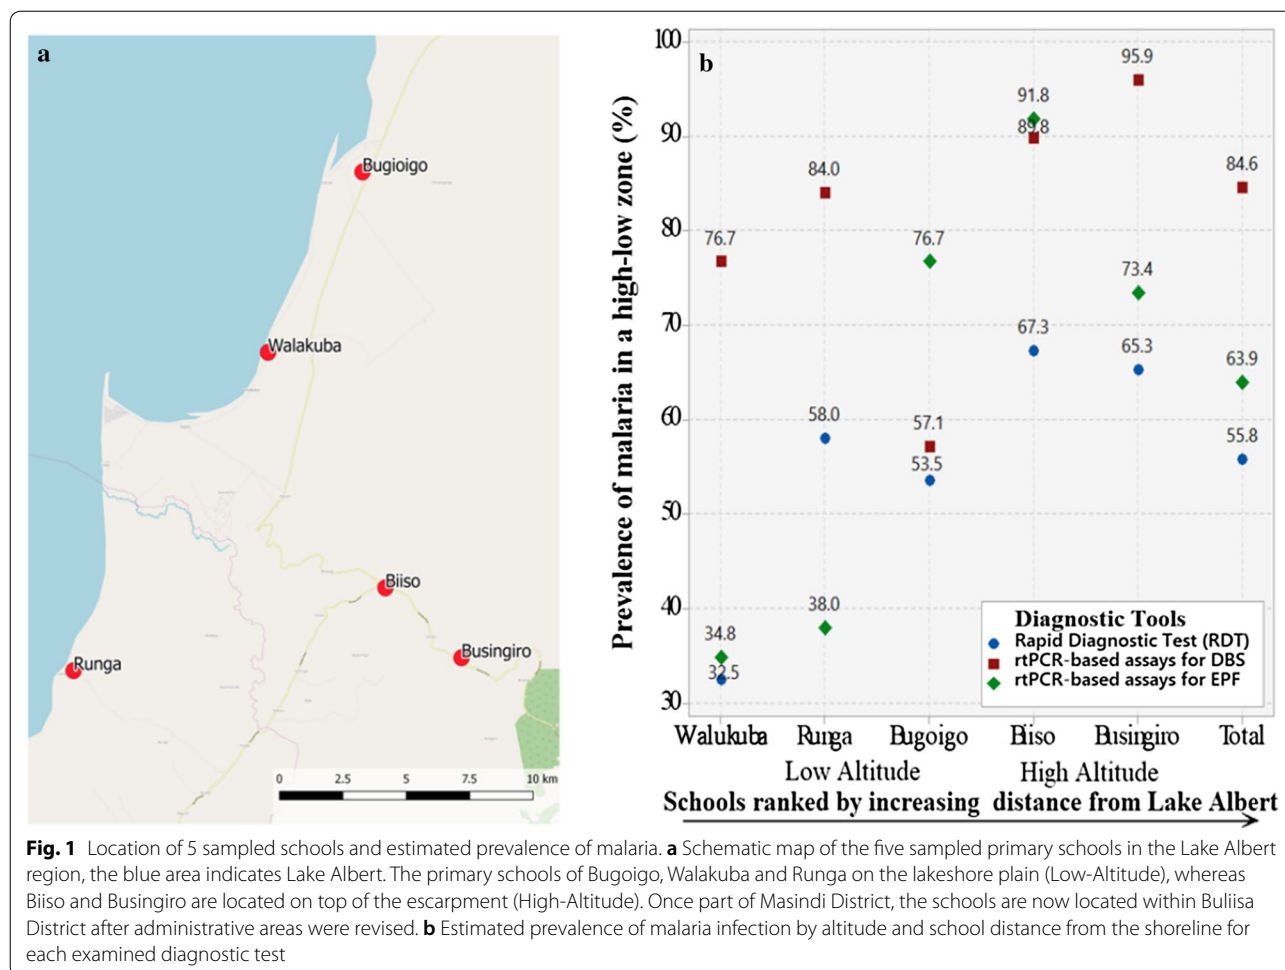 a
Bugioigo
Walakuba
Biiso
Businigiro
Runga
0 2.5 5 7.5 10 km
b
Prevalence of malaria in a high-low zone (%)
100
90
80
70
60
50
40
30
76.7
34.8
32.5
84.0
58.0
38.0
76.7
57.1
53.5
91.8
89.8
67.3
95.9
73.4
65.3
84.6
63.9
55.8
Diagnostic Tools
Rapid Diagnostic Test (RDT)
rtPCR-based assays for DBS
rtPCR-based assays for EPF
Walukuba Runga Bugoigo Biiso Busingiro Total
Low Altitude High Altitude
Schools ranked by increasing distance from Lake Albert
Fig. 1 Location of 5 sampled schools and estimated prevalence of malaria. a Schematic map of the five sampled primary schools in the Lake Albert
region, the blue area indicates Lake Albert. The primary schools of Bugoigo, Walakuba and Runga on the lakeshore plain (Low-Altitude), whereas
Biiso and Busingiro are located on top of the escarpment (High-Altitude). Once part of Masindi District, the schools are now located within Buliisa
District after administrative areas were revised. b Estimated prevalence of malaria infection by altitude and school distance from the shoreline for
each examined diagnostic test